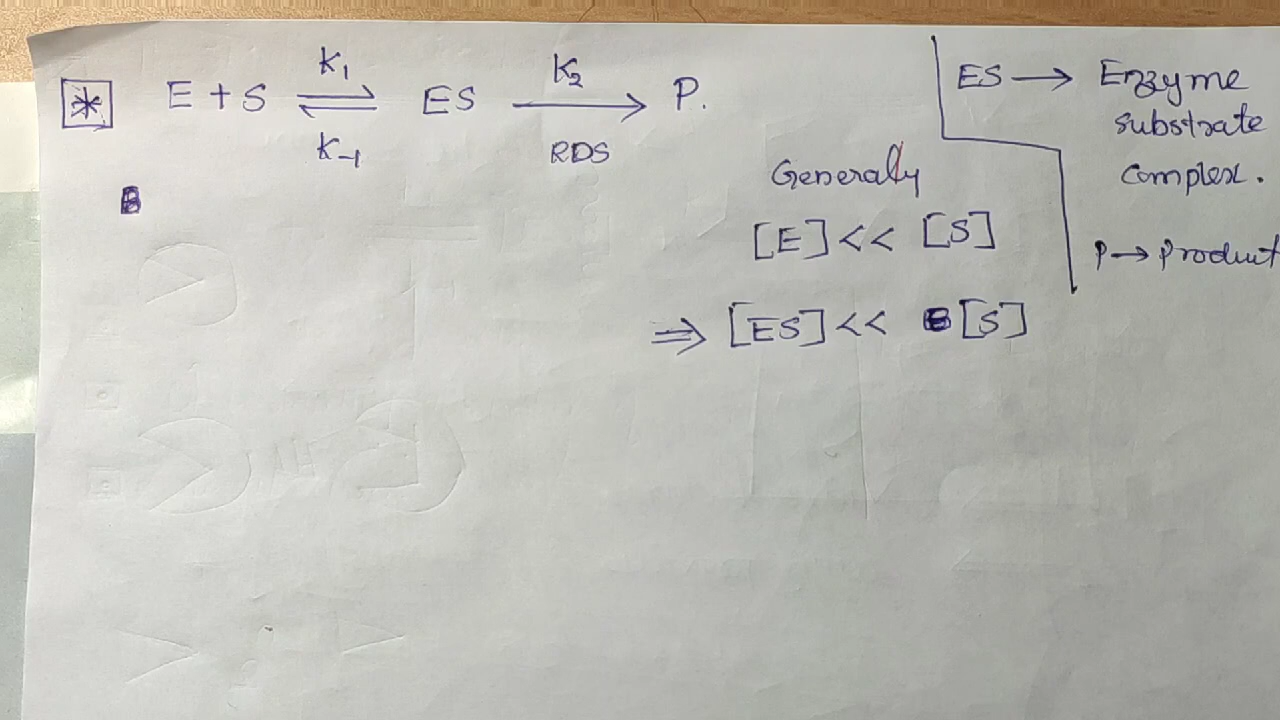 * E + S ⇌ ES → P.
K1
K-1
K2
RDS
ES → Enzyme
substrate
complex.
P → Product
Generally
[E] << [S]
⇒ [ES] << [S]